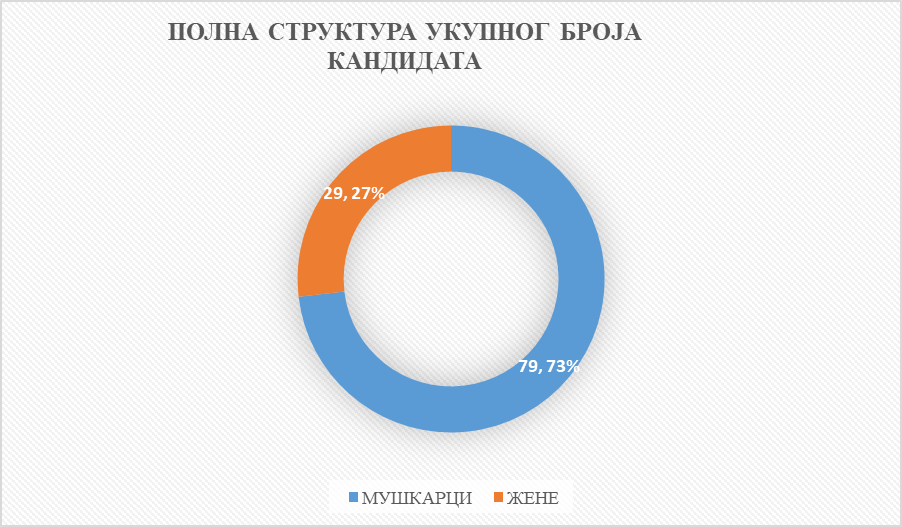 ПОЛНА СТРУКТУРА УКУПНОГ БРОЈА
КАНДИДАТА
29, 27%
79, 73%
МУШКАРЦИ ЖЕНЕ